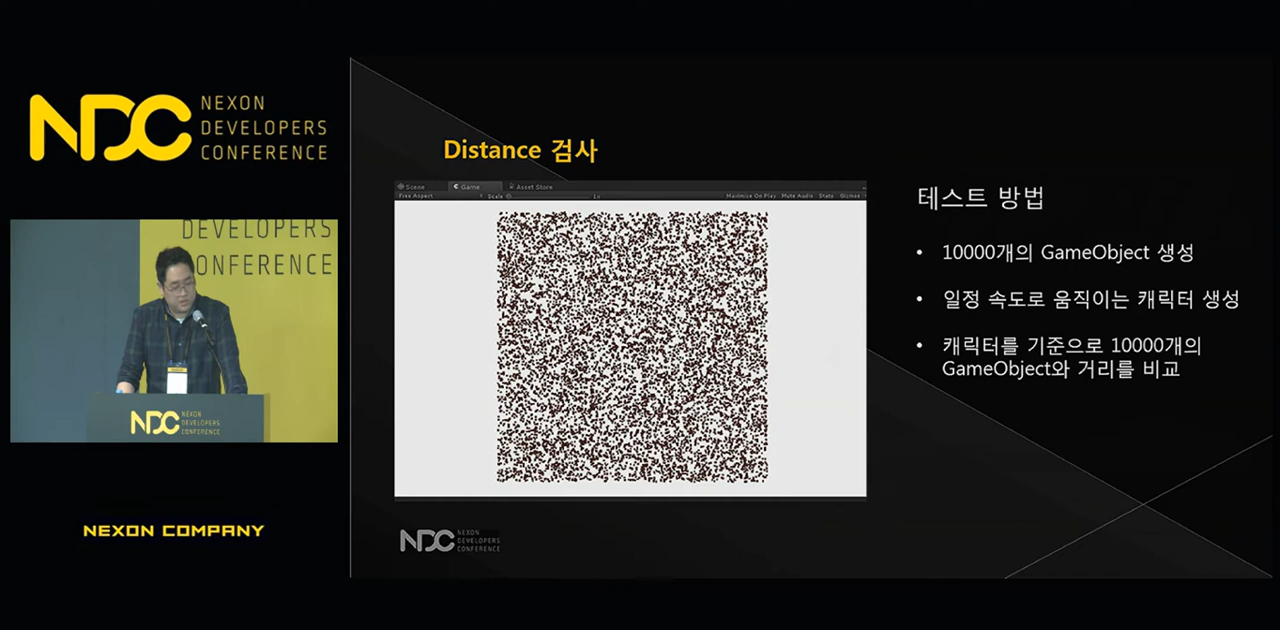 NDC
NEXON
DEVELOPERS
CONFERENCE
DEVELOPERS
ONFERENCE
NDC
NEXON
DEVELOPERS
CONFERENCE
NEXON COMPANY
Distance 검사
Scene Game Asset Store
Free Aspect Scale 1x Maximize On Play Mute Audio Stats Gizmos
테스트 방법
• 10000개의 GameObject 생성
• 일정 속도로 움직이는 캐릭터 생성
• 캐릭터를 기준으로 10000개의
GameObject와 거리를 비교
NDC
NEXON
DEVELOPERS
CONFERENCE